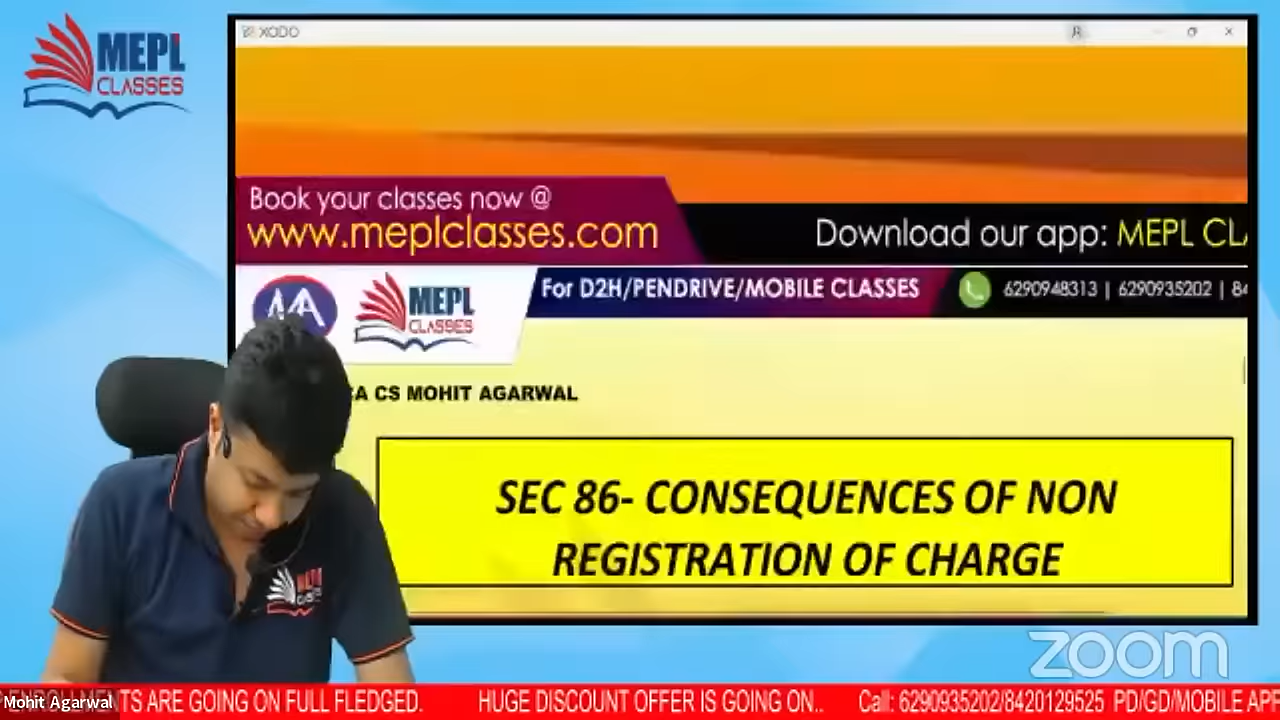 MEPL
CLASSES
XODO
Book your classes now @
www.meplclasses.com
Download our app: MEPL
MEPL
CLASSES
For D2H/PENDRIVE/MOBILE CLASSES
6290948313 | 6290935202 | 84
CA CS MOHIT AGARWAL
SEC 86- CONSEQUENCES OF NON
REGISTRATION OF CHARGE
zoom
Mohit Agarwal
TS ARE GOING ON FULL FLEDGED. HUGE DISCOUNT OFFER IS GOING ON.. Call: 6290935202/8420129525 PD/GD/MOBILE APP